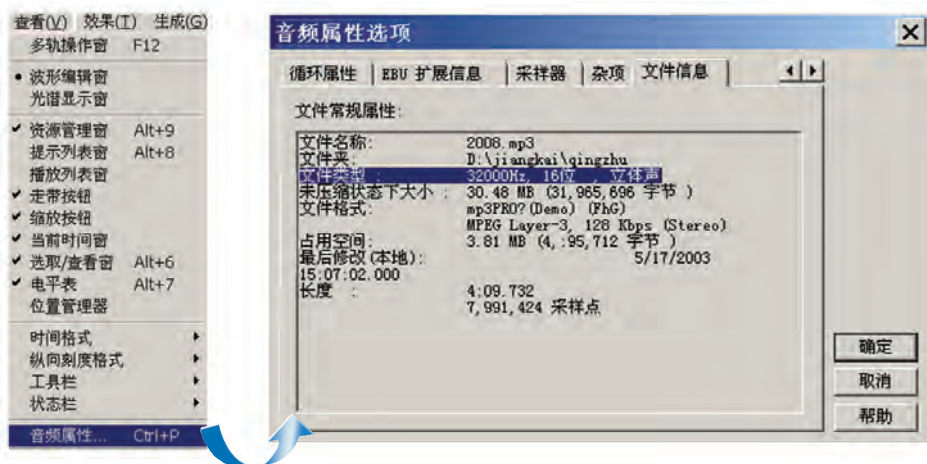 查看(V) 效果(T) 生成(G)
多轨操作窗 F12
波形编辑窗
光谱显示窗
资源管理窗 Alt+9
提示列表窗 Alt+8
播放列表窗
走带按钮
缩放按钮
当前时间窗
选取/查看窗 Alt+6
电平表 Alt+7
位置管理器
时间格式
纵向刻度格式
工具栏
状态栏
音频属性... Ctrl+P
音频属性选项
循环属性 EBU 扩展信息 采样器 杂项 文件信息
文件常规属性:
文件名称: 2008.mp3
文件夹: D:\jiangkai\qingzhu
文件类型 : 32000Hz, 16位 , 立体声
未压缩状态下大小 : 30.48 MB (31,965,696 字节 )
文件格式: mp3PRO?(Demo) (FhG)
MPEG Layer-3, 128 Kbps (Stereo)
占用空间: 3.81 MB (4,:95,712 字节 )
最后修改(本地): 5/17/2003
15:07:02.000
长度 : 4:09.732
7,991,424 采样点
确定
取消
帮助